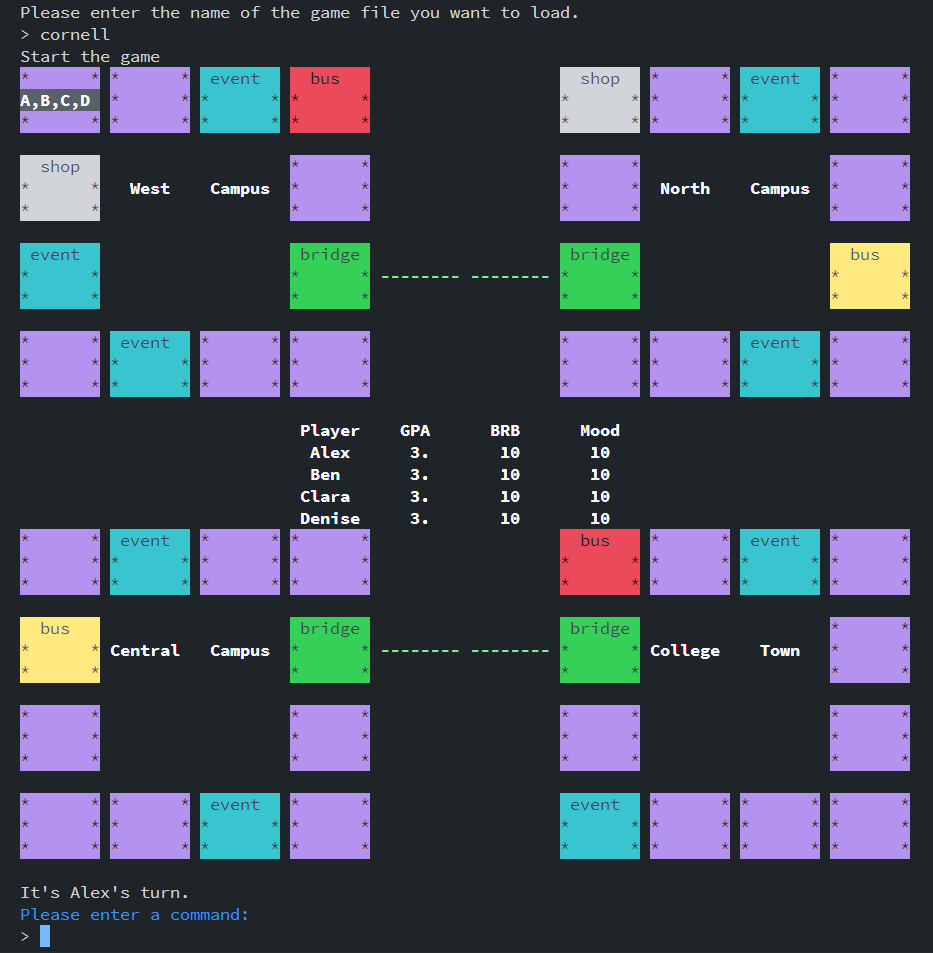 Please enter the name of the game file you want to load.
> cornell
Start the game
* * * * event bus shop * * event * *
A,B,C,D * * * * * * * * * * * * * *
* * * * * * * * * * * * * * * *
shop * * * * * *
* * West Campus * * * * North Campus * *
* * * * * * * *
event bridge bridge bus
* * * * -------- -------- * * * *
* * * * * * * *
* * event * * * * * * * * event * *
* * * * * * * * * * * * * * * *
* * * * * * * * * * * * * * * *
Player GPA BRB Mood
Alex 3. 10 10
Ben 3. 10 10
Clara 3. 10 10
Denise 3. 10 10
* * event * * * * bus * * event * *
* * * * * * * * * * * * * * * *
* * * * * * * * * * * * * * * *
bus bridge bridge * *
* * Central Campus * * -------- -------- * * College Town * *
* * * * * * * *
* * * * * * * *
* * * * * * * *
* * * * * * * *
* * * * event * * event * * * * * *
* * * * * * * * * * * * * * * *
* * * * * * * * * * * * * * * *
It's Alex's turn.
Please enter a command:
>